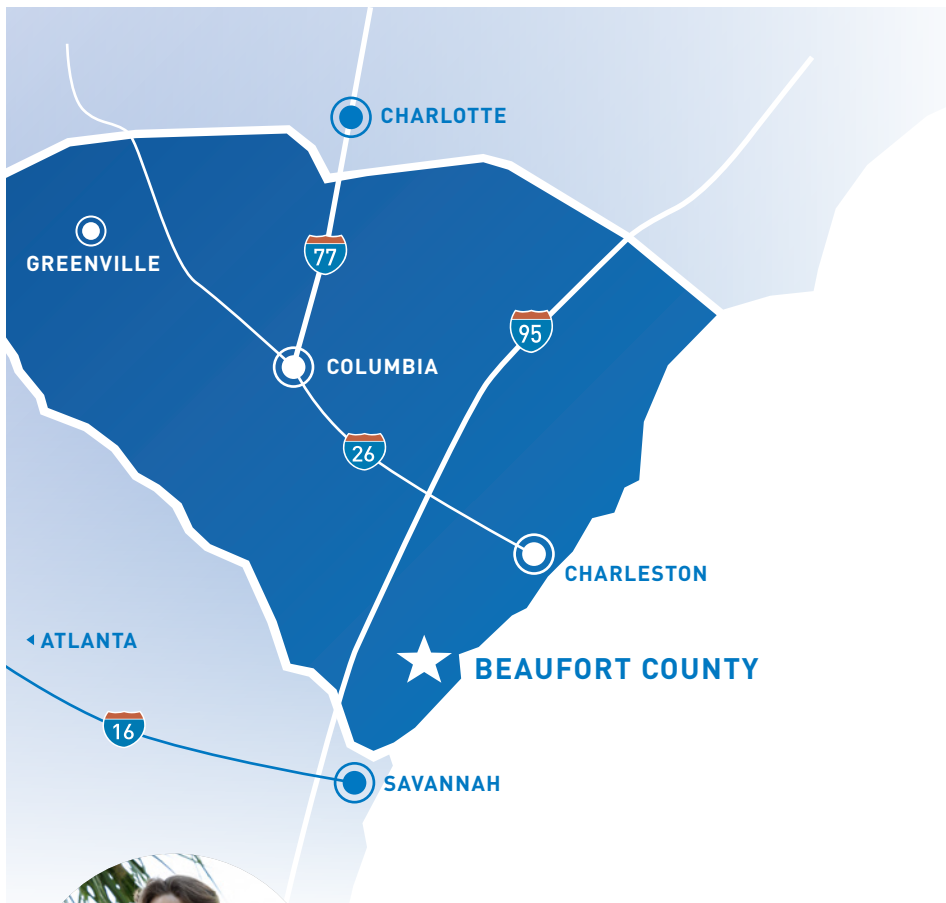 CHARLOTTE
GREENVILLE
77
95
COLUMBIA
26
CHARLESTON
ATLANTA
BEAUFORT COUNTY
16
SAVANNAH